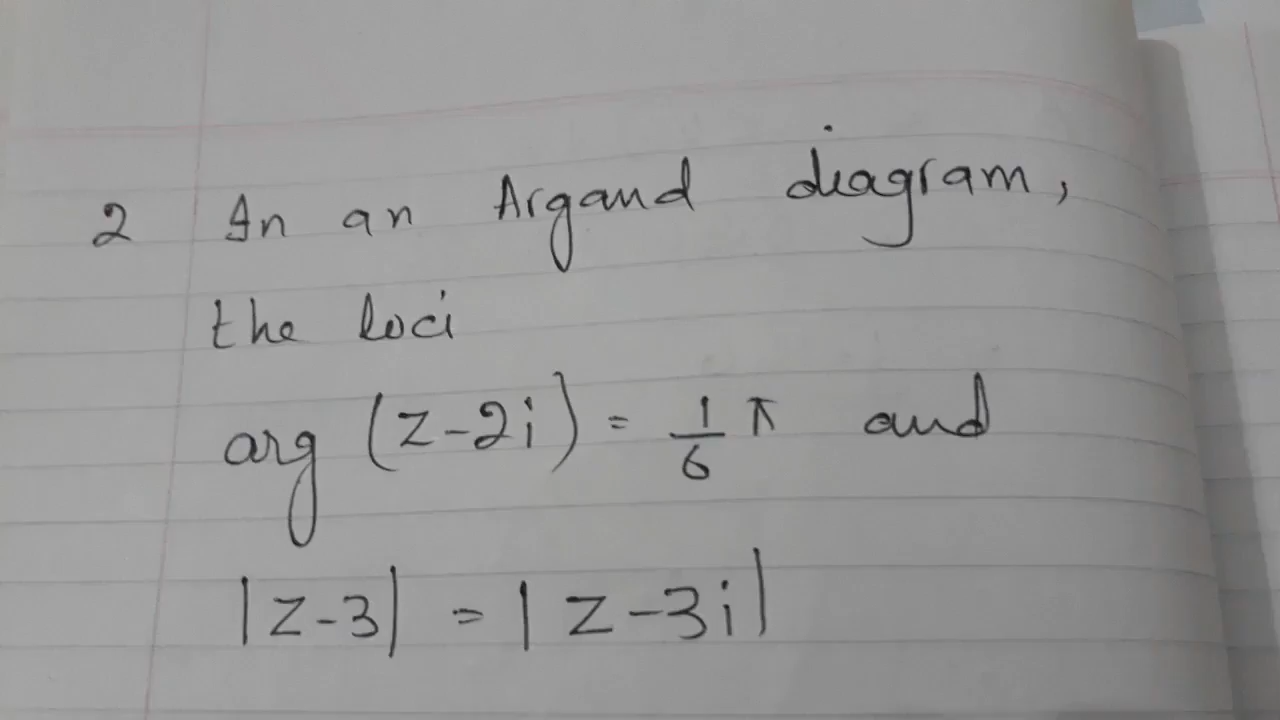 2 In an Argand diagram,
the loci
arg (z-2i) = 1/6 π and
|z-3| = |z-3i|